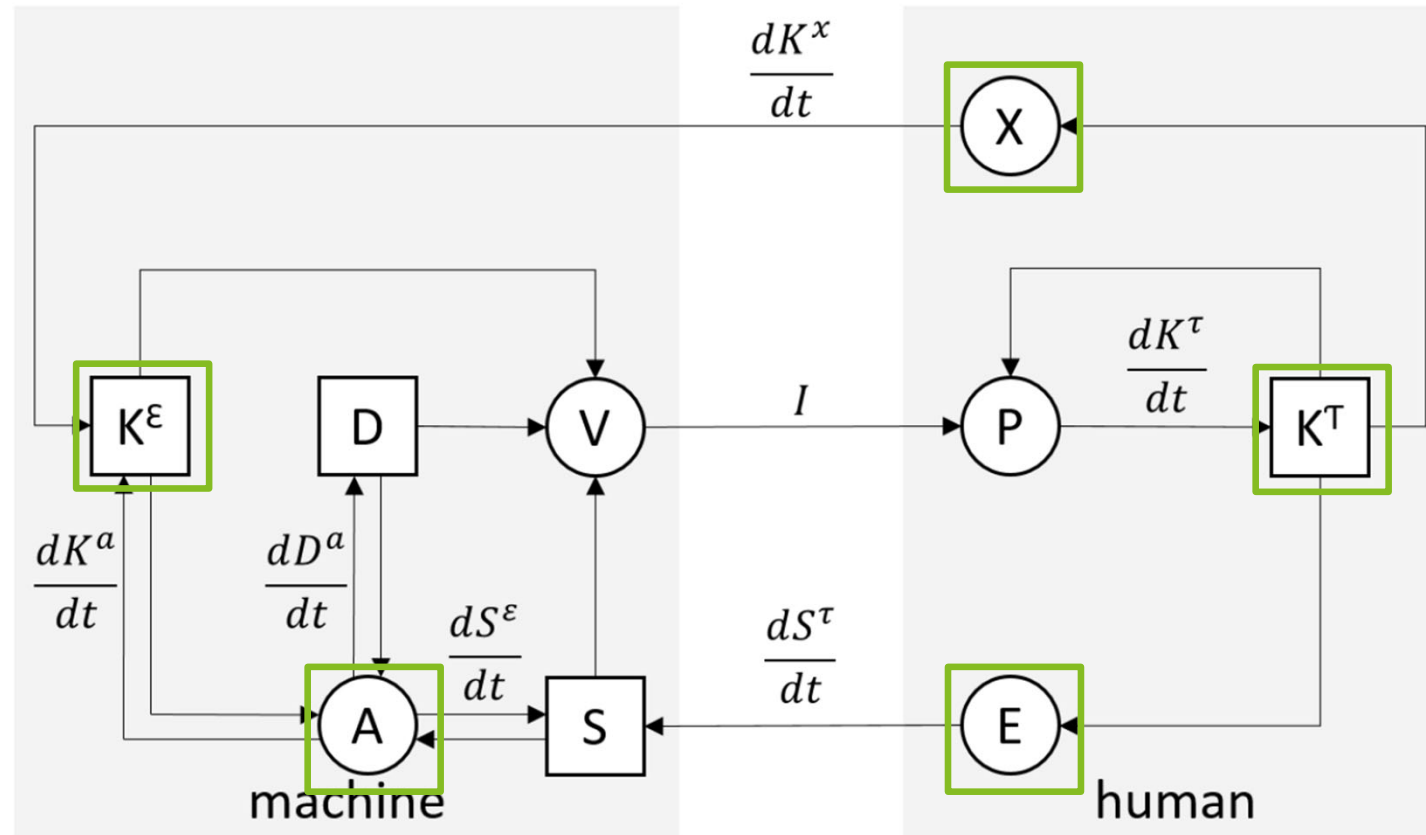 dK^x/dt
X
dK^τ/dt
K^ε
D
V
I
P
K^τ
dK^a/dt
dD^a/dt
dS^ε/dt
dS^τ/dt
A
S
E
machine
human